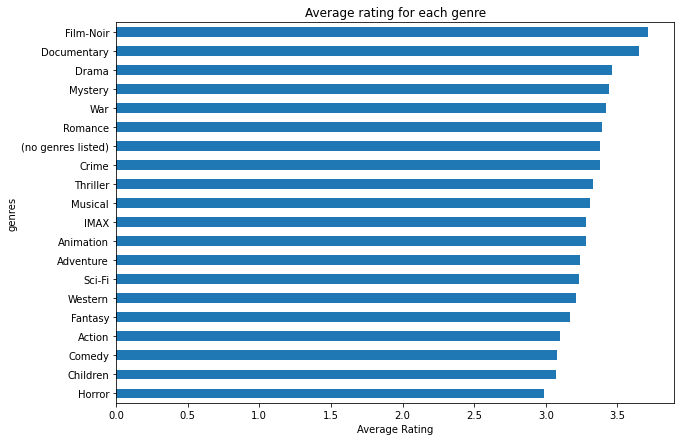 Average rating for each genre
Film-Noir
Documentary
Drama
Mystery
War
Romance
(no genres listed)
Crime
Thriller
Musical
IMAX
Animation
Adventure
Sci-Fi
Western
Fantasy
Action
Comedy
Children
Horror
genres
0.0 0.5 1.0 1.5 2.0 2.5 3.0 3.5
Average Rating